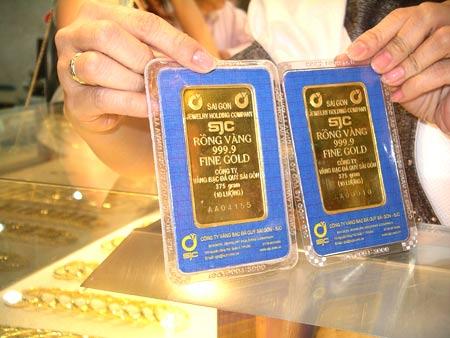 SAI GON
JEWELRY HOLDING COMPANY
SJC
RỒNG VÀNG
999.9
FINE GOLD
CÔNG TY
VÀNG BẠC ĐÁ QUÝ SÀI GÒN
375 gram
(10 LƯỢNG)
AA04155
CÔNG TY VÀNG BẠC ĐÁ QUÝ SÀI GÒN - SJC
SJC
ISO 9001:2000
SAI GON
JEWELRY HOLDING COMPANY
SJC
RỒNG VÀNG
999.9
FINE GOLD
CÔNG TY
VÀNG BẠC ĐÁ QUÝ SÀI GÒN
375 gram
(10 LƯỢNG)
CÔNG TY VÀNG BẠC ĐÁ QUÝ SÀI GÒN - SJC
SJC